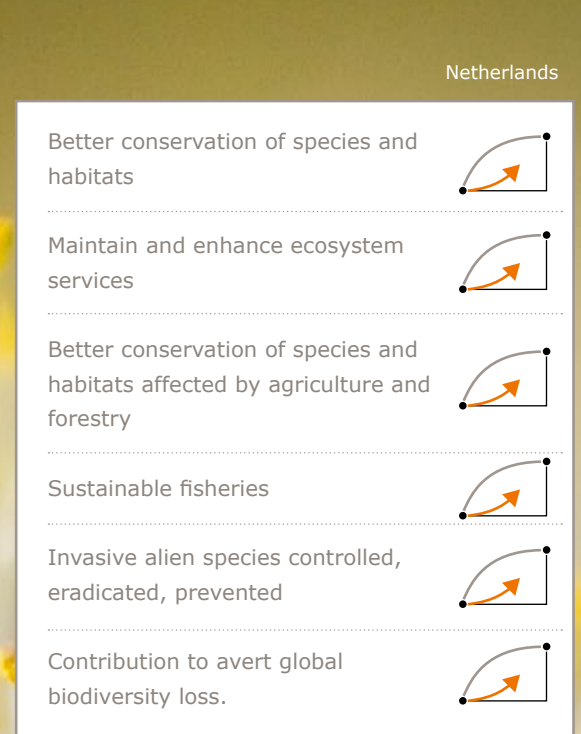 Netherlands
Better conservation of species and
habitats
Maintain and enhance ecosystem
services
Better conservation of species and
habitats affected by agriculture and
forestry
Sustainable fisheries
Invasive alien species controlled,
eradicated, prevented
Contribution to avert global
biodiversity loss.